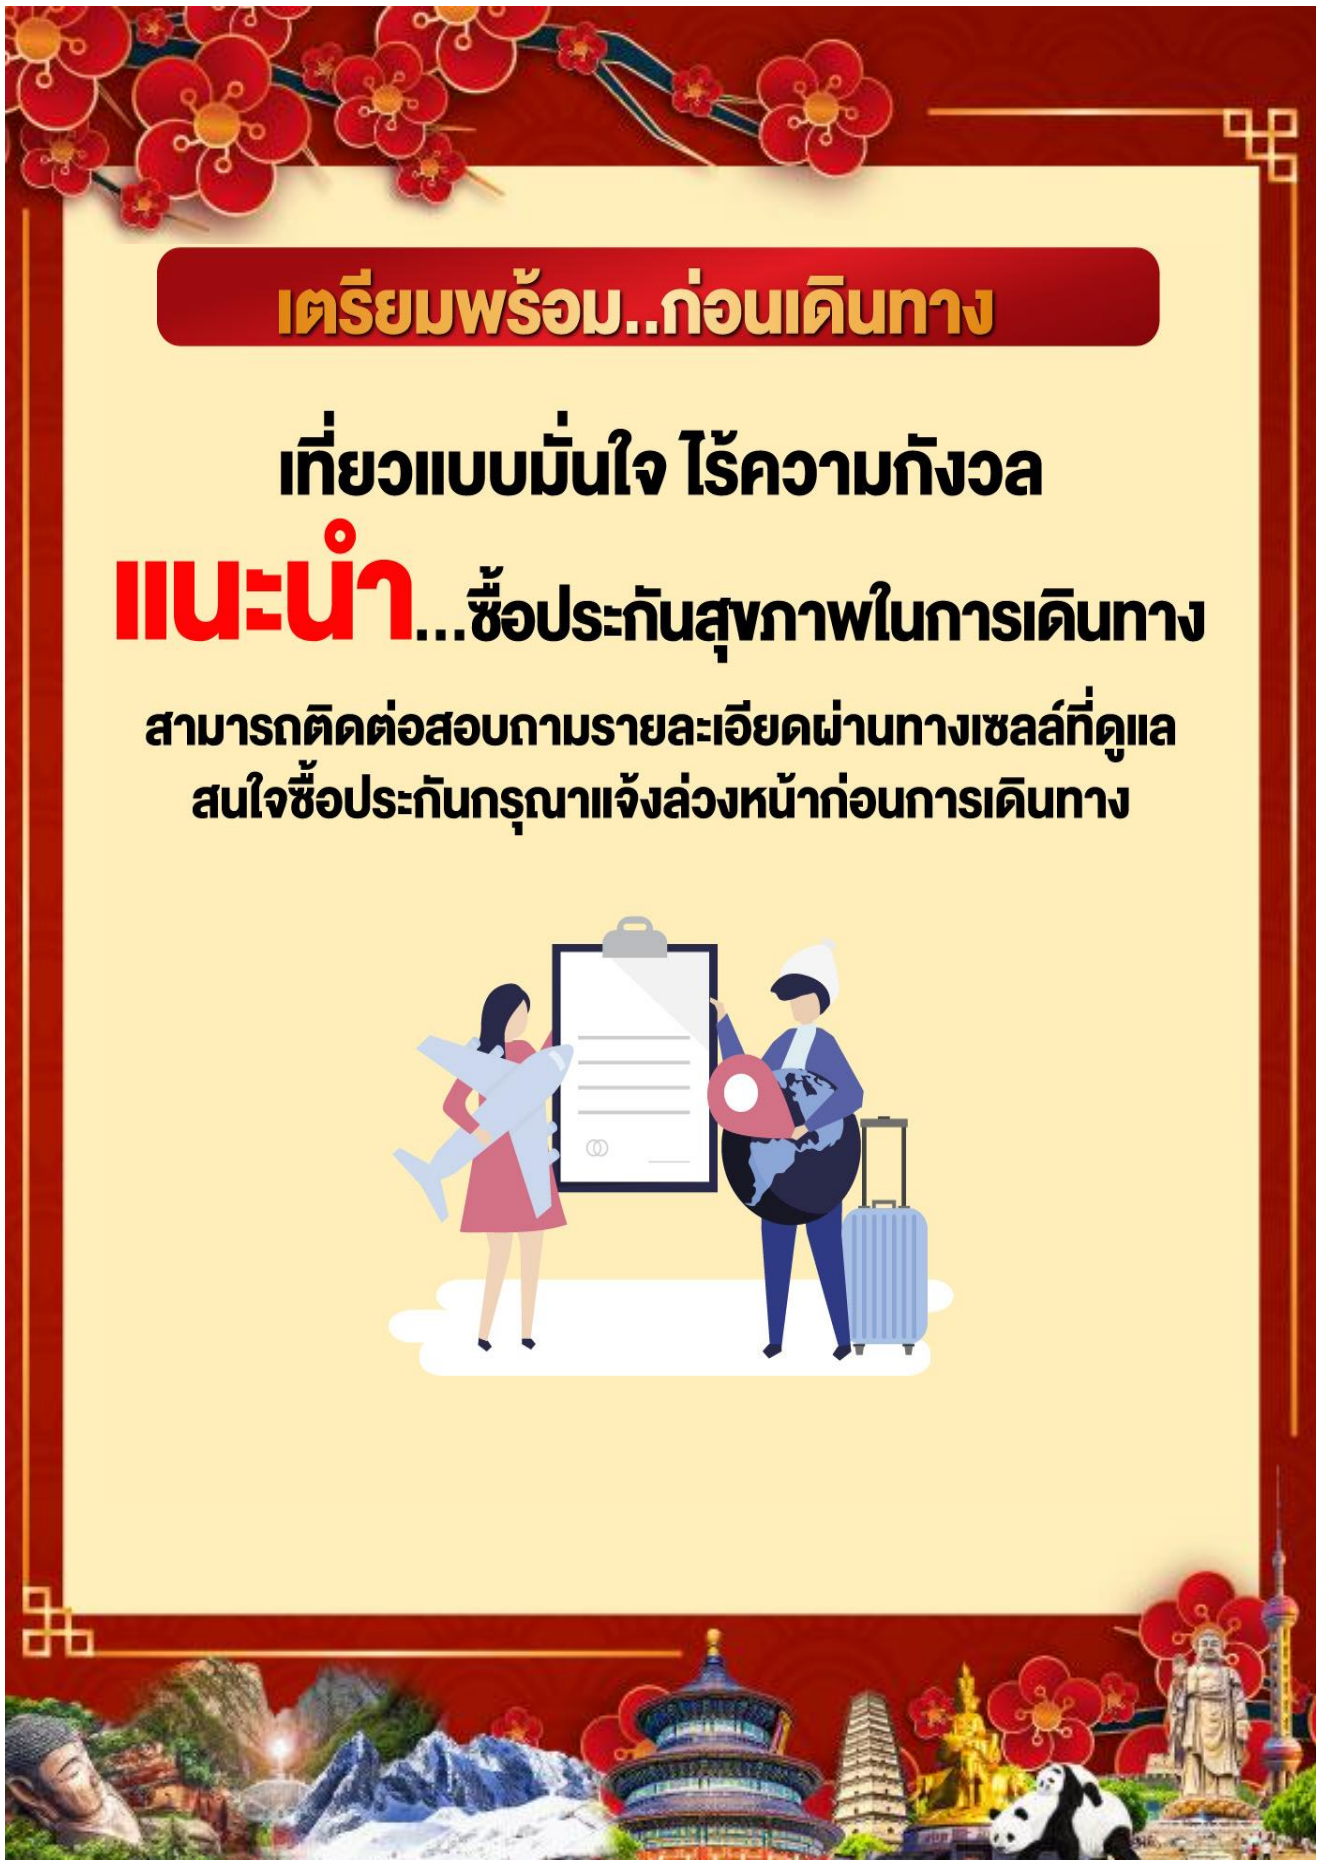 เตรียมพร้อม..ก่อนเดินทาง
เที่ยวแบบมั่นใจ ไร้ความกังวล
แนะนำ...ซื้อประกันสุขภาพในการเดินทาง
สามารถติดต่อสอบถามรายละเอียดผ่านทางเซลล์ที่ดูแล
สนใจซื้อประกันกรุณาแจ้งล่วงหน้าก่อนการเดินทาง